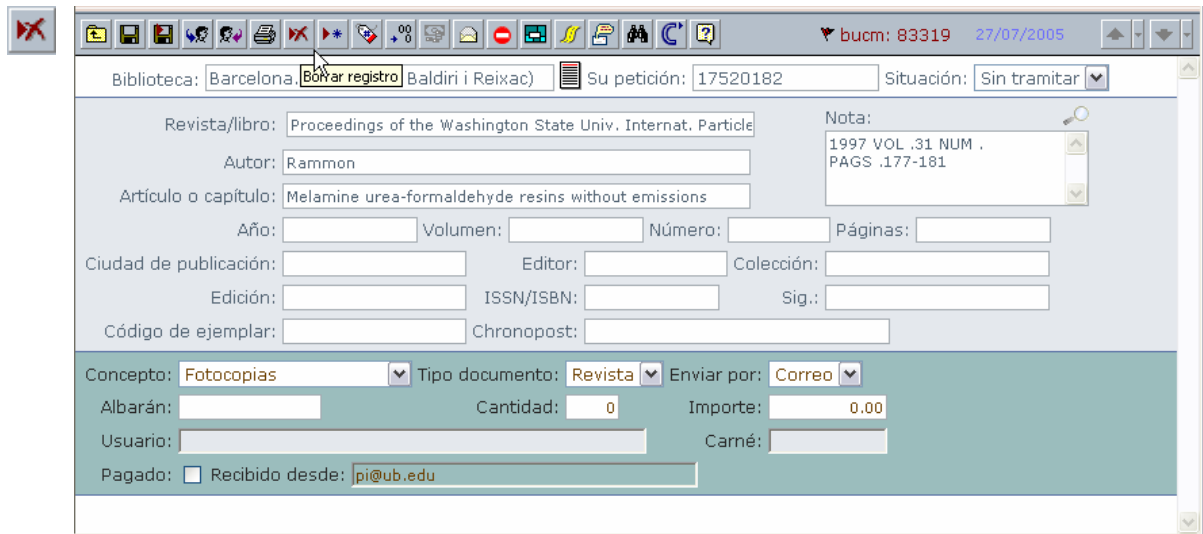 bucm: 83319 27/07/2005
Biblioteca: Barcelona. Baldiri i Reixac) Su petición: 17520182 Situación: Sin tramitar
Borrar registro
Revista/libro: Proceedings of the Washington State Univ. Internat. Particle Nota:
1997 VOL .31 NUM .
PAGS .177-181
Autor: Rammon
Artículo o capítulo: Melamine urea-formaldehyde resins without emissions
Año: Volumen: Número: Páginas:
Ciudad de publicación: Editor: Colección:
Edición: ISSN/ISBN: Sig.:
Código de ejemplar: Chronopost:
Concepto: Fotocopias Tipo documento: Revista Enviar por: Correo
Albarán: Cantidad: 0 Importe: 0.00
Usuario: Carné:
Pagado: Recibido desde: pi@ub.edu